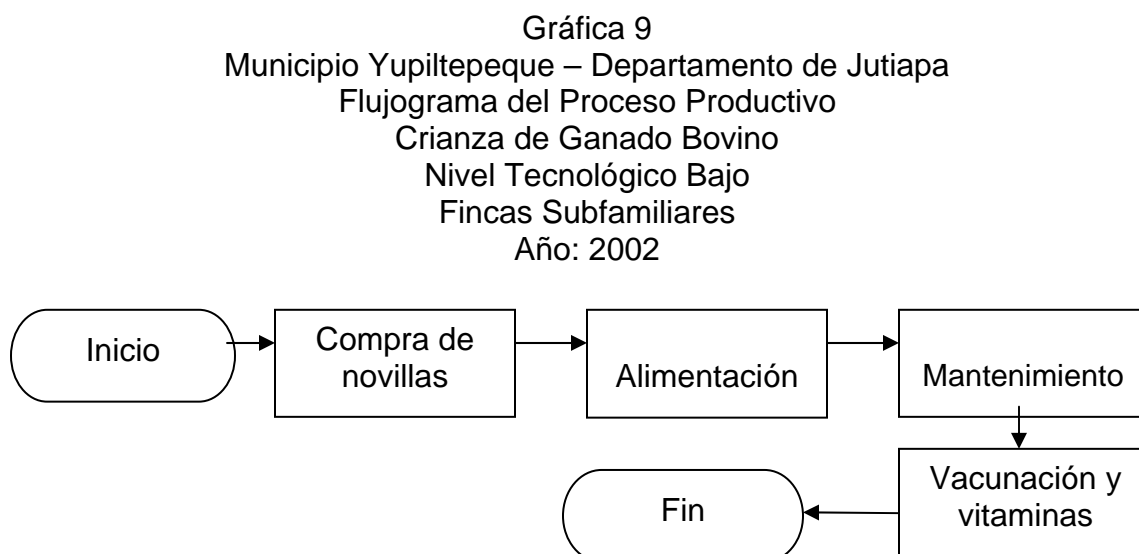 Gráfica 9
Municipio Yupiltepeque – Departamento de Jutiapa
Flujograma del Proceso Productivo
Crianza de Ganado Bovino
Nivel Tecnológico Bajo
Fincas Subfamiliares
Año: 2002
Inicio
Compra de
novillas
Alimentación
Mantenimiento
Vacunación y
vitaminas
Fin